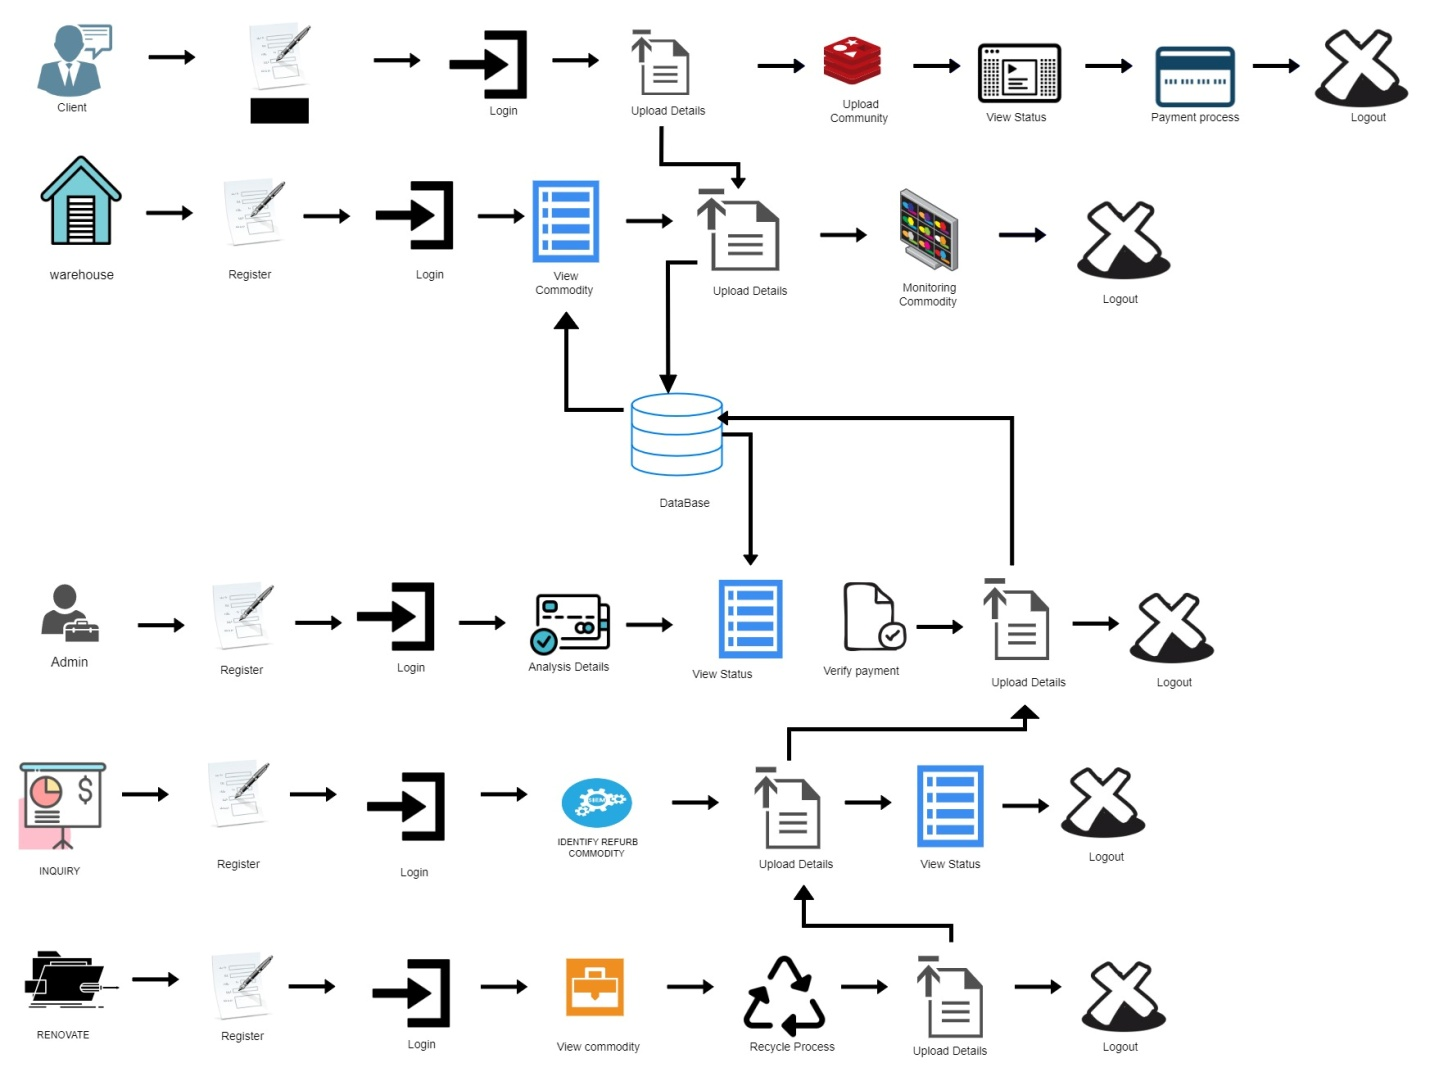 Client
Login
Upload Details
Upload
Community
View Status
Payment process
Logout
warehouse
Register
Login
View
Commodity
Upload Details
Monitoring
Commodity
Logout
DataBase
Admin
Register
Login
Analysis Details
View Status
Verify payment
Upload Details
Logout
INQUIRY
Register
Login
IDENTIFY REFURB
COMMODITY
Upload Details
View Status
Logout
RENOVATE
Register
Login
View commodity
Recycle Process
Upload Details
Logout